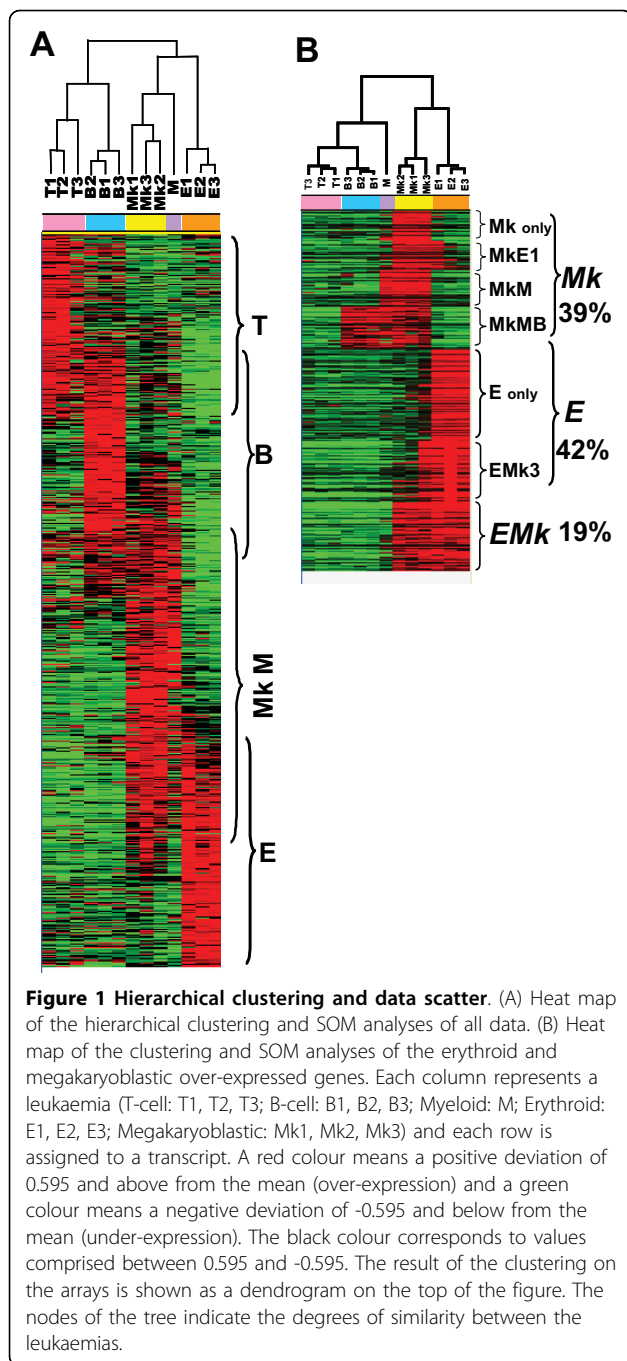 A
T1 T2 T3 B2 B1 B3 Mk1 Mk3 Mk2 M E1 E2 E3
T
B
Mk M
E
B
T3 T2 T1 B3 B2 B1 M Mk2 Mk1 Mk3 E1 E2 E3
Mk only
MkE1
MkM
MkMB
Mk
39%
E only
EMk3
E
42%
EMk 19%
Figure 1 Hierarchical clustering and data scatter. (A) Heat map
of the hierarchical clustering and SOM analyses of all data. (B) Heat
map of the clustering and SOM analyses of the erythroid and
megakaryoblastic over-expressed genes. Each column represents a
leukaemia (T-cell: T1, T2, T3; B-cell: B1, B2, B3; Myeloid: M; Erythroid:
E1, E2, E3; Megakaryoblastic: Mk1, Mk2, Mk3) and each row is
assigned to a transcript. A red colour means a positive deviation of
0.595 and above from the mean (over-expression) and a green
colour means a negative deviation of -0.595 and below from the
mean (under-expression). The black colour corresponds to values
comprised between 0.595 and -0.595. The result of the clustering on
the arrays is shown as a dendrogram on the top of the figure. The
nodes of the tree indicate the degrees of similarity between the
leukaemias.